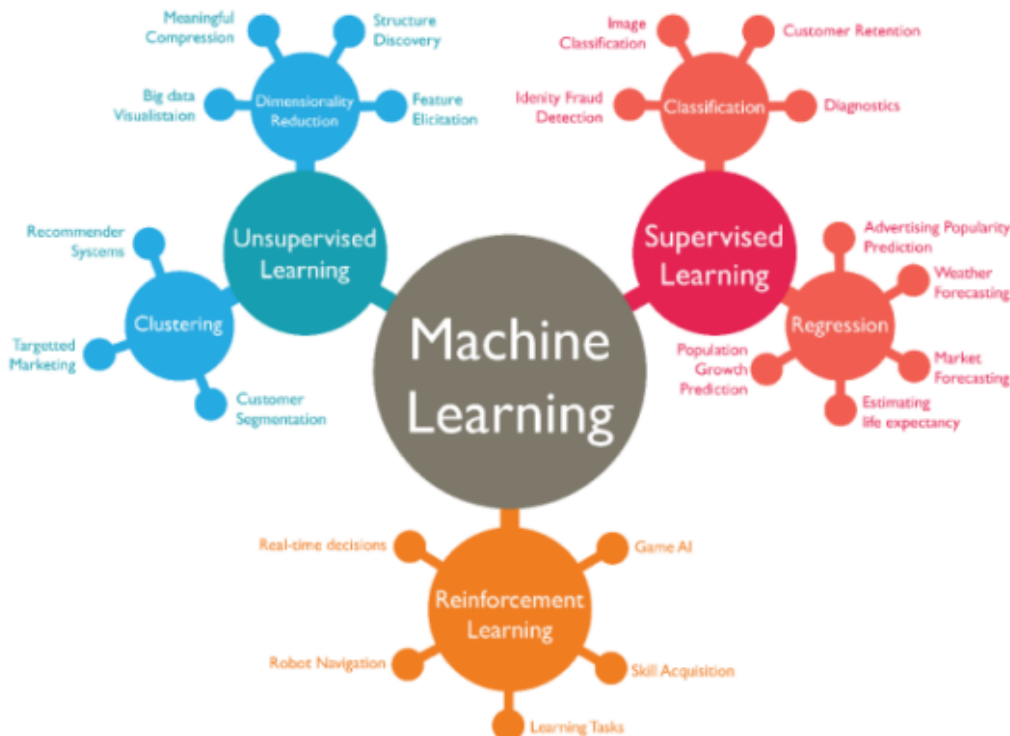 Meaningful
Compression
Structure
Discovery
Big data
Visualistaion
Dimensionality
Reduction
Feature
Elicitation
Image
Classification
Customer Retention
Idenity Fraud
Detection
Classification
Diagnostics
Recommender
Systems
Unsupervised
Learning
Clustering
Targetted
Marketing
Customer
Segmentation
Supervised
Learning
Advertising Popularity
Prediction
Weather
Forecasting
Regression
Population
Growth
Prediction
Market
Forecasting
Estimating
life expectancy
Machine
Learning
Real-time decisions
Game AI
Reinforcement
Learning
Robot Navigation
Skill Acquisition
Learning Tasks